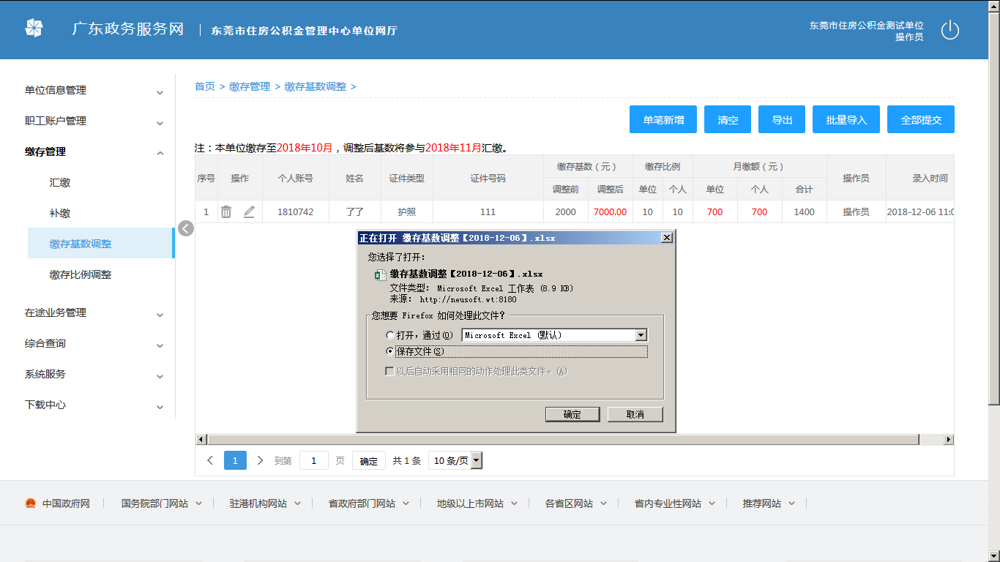 广东政务服务网 东莞市住房公积金管理中心单位网厅
东莞市住房公积金测试单位
操作员
单位信息管理
职工账户管理
缴存管理
汇缴
补缴
缴存基数调整
缴存比例调整
在途业务管理
综合查询
系统服务
下载中心
首页 > 缴存管理 > 缴存基数调整 >
单笔新增 清空 导出 批量导入 全部提交
注：本单位缴存至2018年10月，调整后基数将参与2018年11月汇缴。
序号 操作 个人账号 姓名 证件类型 证件号码 缴存基数（元） 缴存比例 月缴额（元） 操作员 录入时间
调整前 调整后 单位 个人 单位 个人 合计
1 1810742 了了 护照 111 2000 7000.00 10 10 700 700 1400 操作员 2018-12-06 11:0
正在打开 缴存基数调整【2018-12-06】.xlsx
您选择了打开：
缴存基数调整【2018-12-06】.xlsx
文件类型： Microsoft Excel 工作表 (8.9 KB)
来源： http://neusoft.wt:8180
您想要 Firefox 如何处理此文件？
打开，通过(O) Microsoft Excel (默认)
保存文件(S)
以后自动采用相同的动作处理此类文件。(A)
确定 取消
1 到第 1 页 确定 共 1 条 10 条/页
中国政府网 国务院部门网站 驻港机构网站 省政府部门网站 地级以上市网站 各省区网站 省内专业性网站 推荐网站